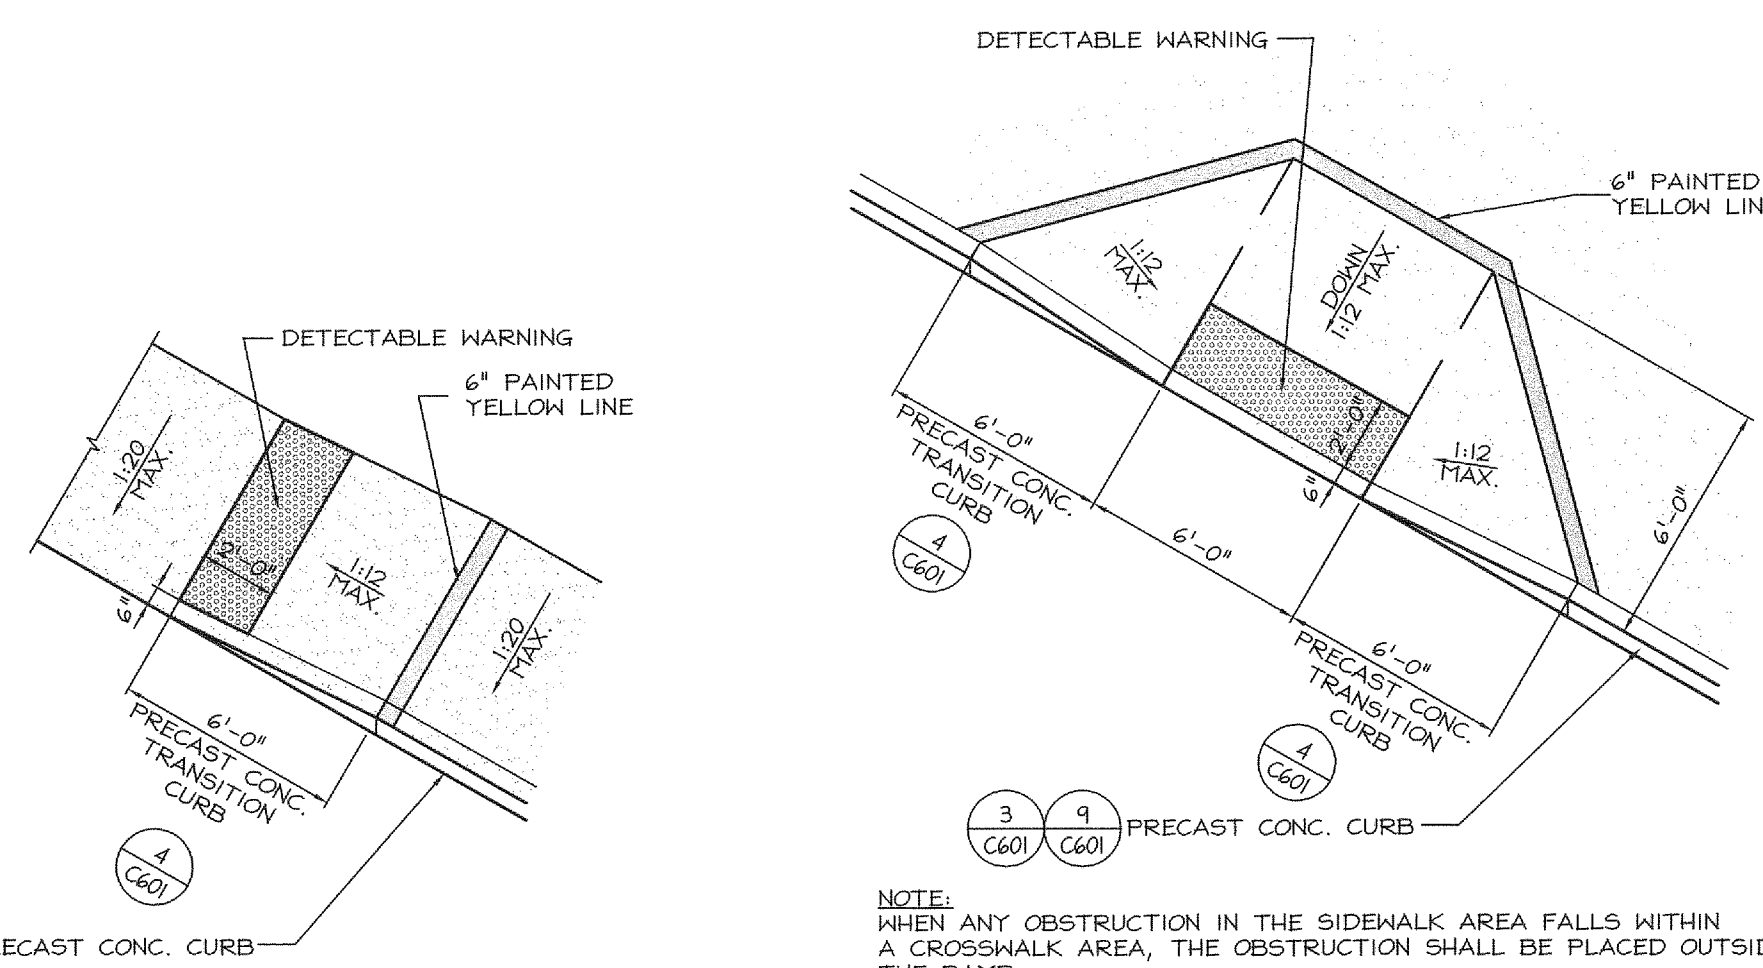 DETECTABLE WARNING
6" PAINTED
YELLOW LINE
1:20
MAX.
2'-0"
1:12
MAX.
1:20
MAX.
6"
6'-0"
PRECAST CONC.
TRANSITION
CURB
4
C601
ECAST CONC. CURB
DETECTABLE WARNING
6" PAINTED
YELLOW LIN
1:12
MAX.
DOWN
1:12 MAX.
2'-0"
1:12
MAX.
6"
6'-0"
6'-0"
PRECAST CONC.
TRANSITION
CURB
4
C601
6'-0"
6'-0"
PRECAST CONC.
TRANSITION
CURB
4
C601
3
C601
9
C601
PRECAST CONC. CURB
NOTE:
WHEN ANY OBSTRUCTION IN THE SIDEWALK AREA FALLS WITHIN
A CROSSWALK AREA, THE OBSTRUCTION SHALL BE PLACED OUTSID